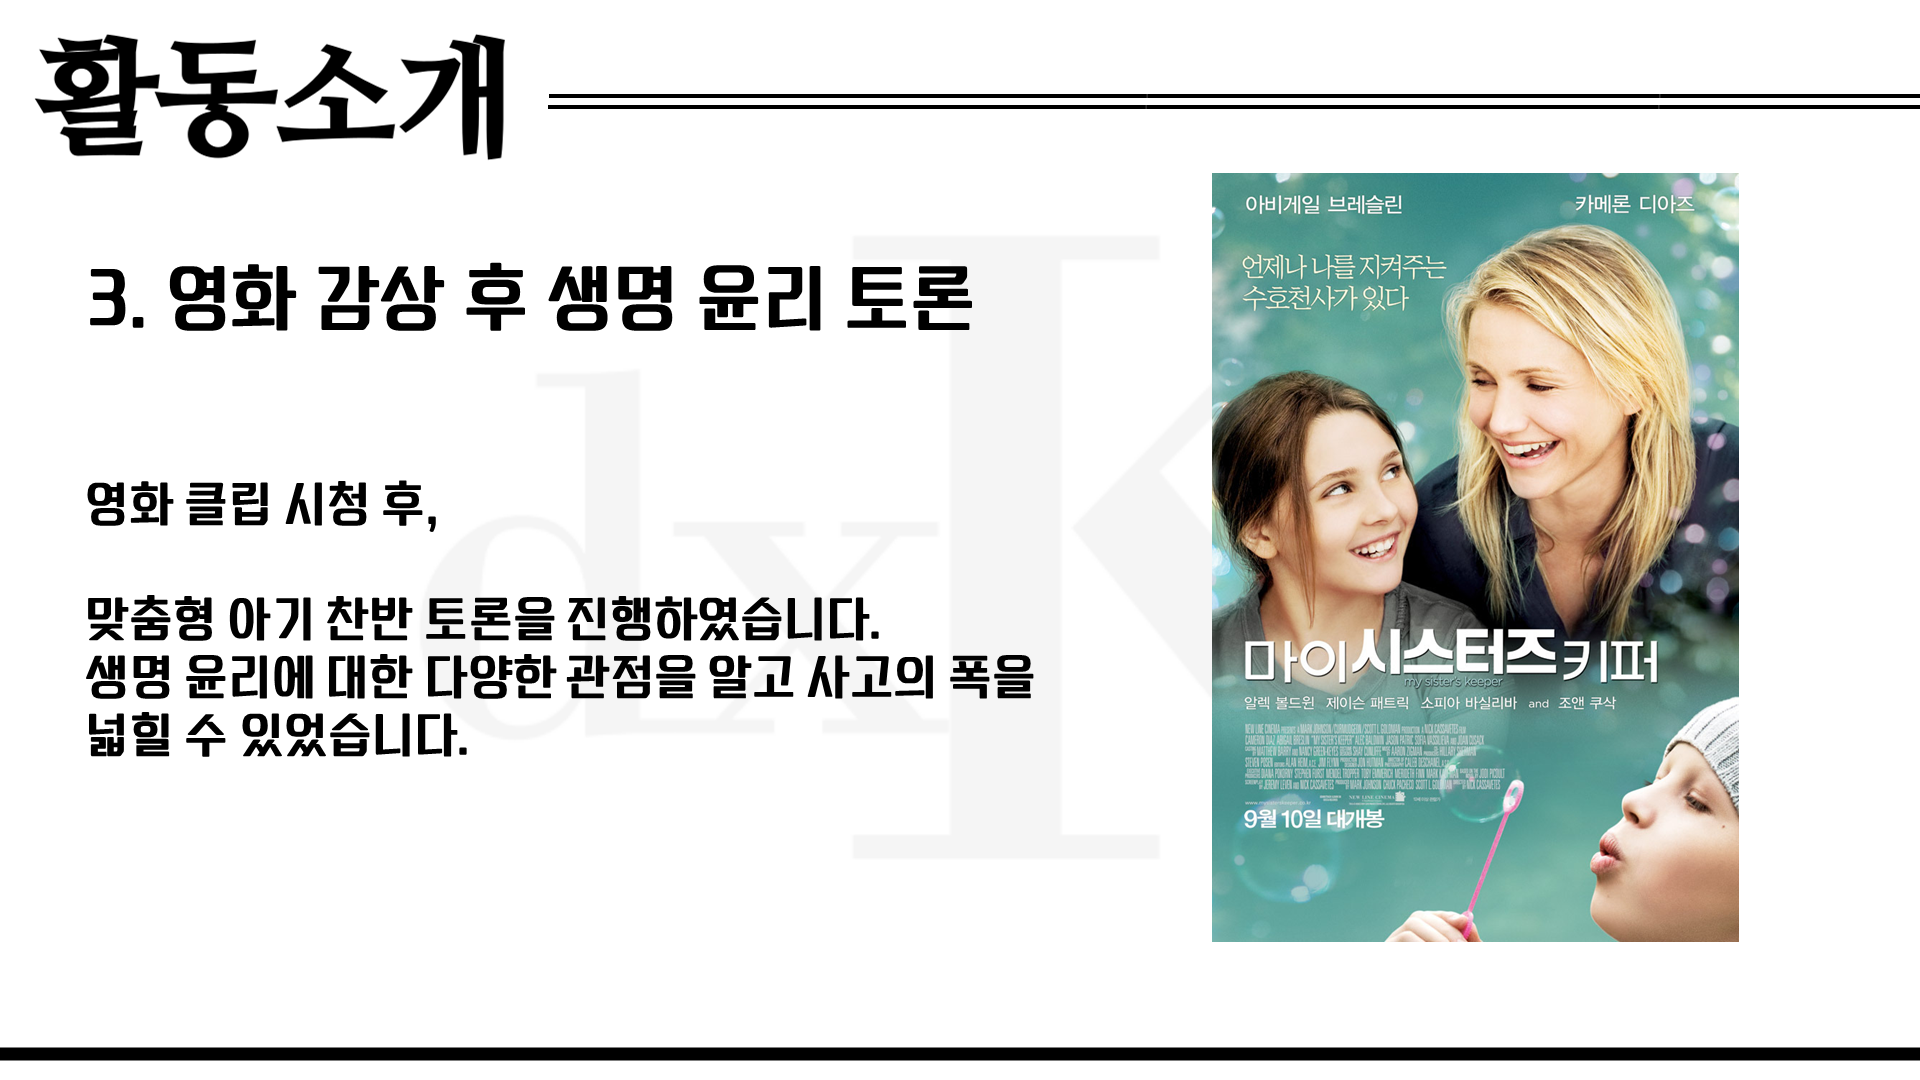 활동소개
3. 영화 감상 후 생명 윤리 토론
영화 클립 시청 후,
맞춤형 아기 찬반 토론을 진행하였습니다.
생명 윤리에 대한 다양한 관점을 알고 사고의 폭을
넓힐 수 있었습니다.
dxK
아비게일 브레슬린 카메론 디아즈
언제나 나를 지켜주는
수호천사가 있다
마이시스터즈키퍼
my sister's keeper
알렉 볼드윈 제이슨 패트릭 소피아 바실리바 and 조앤 쿠삭
9월 10일 대개봉